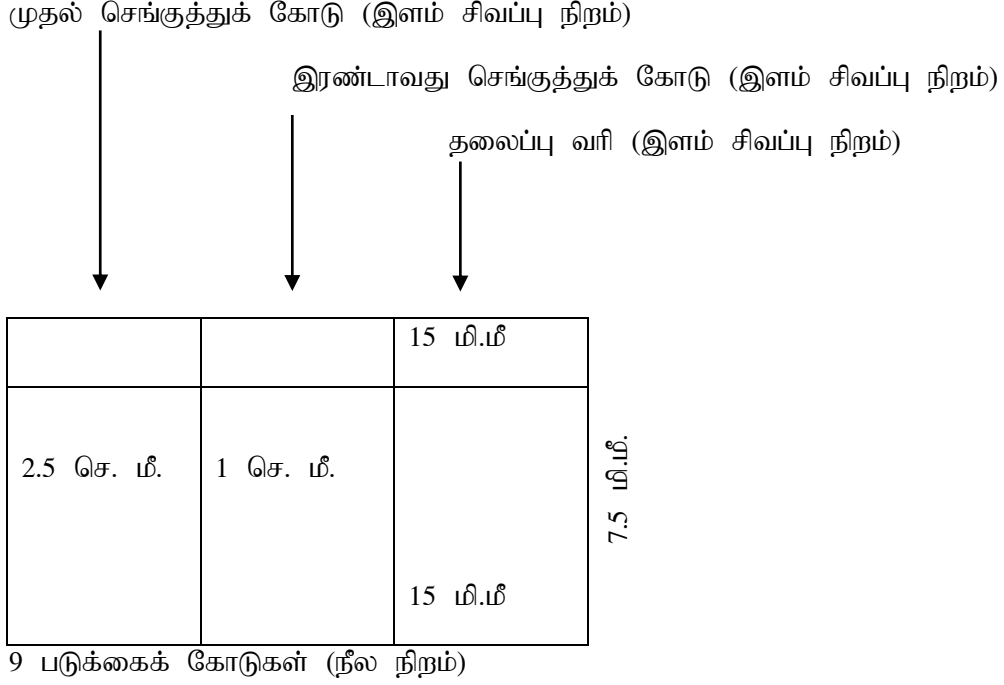 முதல் செங்குத்துக் கோடு (இளம் சிவப்பு நிறம்)
இரண்டாவது செங்குத்துக் கோடு (இளம் சிவப்பு நிறம்)
தலைப்பு வரி (இளம் சிவப்பு நிறம்)
15 மி.மீ
2.5 செ. மீ.
1 செ. மீ.
7.5 மி.மீ.
15 மி.மீ
9 படுக்கைக் கோடுகள் (நீல நிறம்)